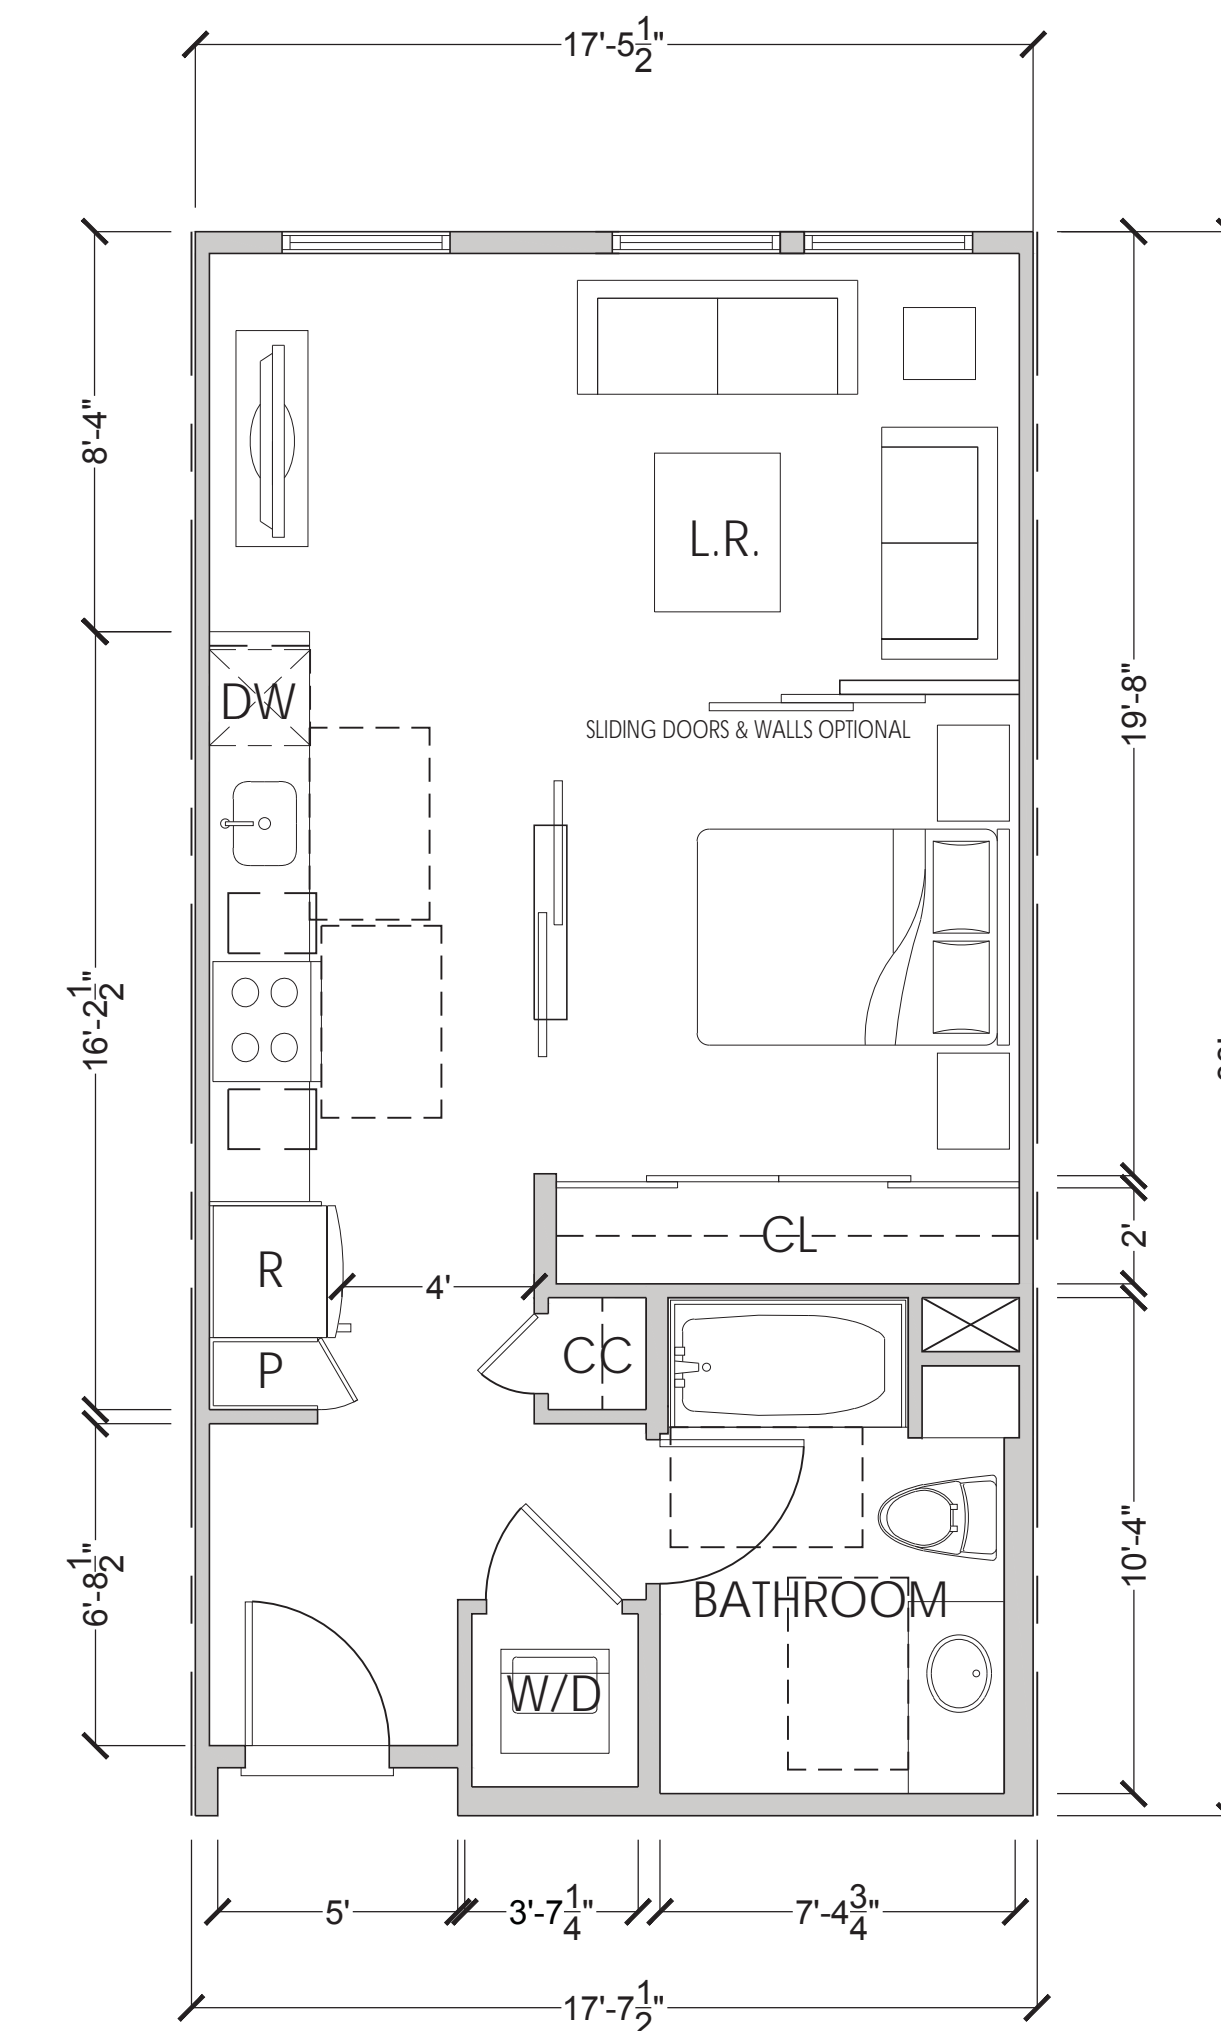 17'-5 1/2"
8'-4"
L.R.
DW
SLIDING DOORS & WALLS OPTIONAL
19'-8"
16'-2 1/2"
CL
2'
R
4'
CC
P
10'-4"
6'-8 1/2"
BATHROOM
W/D
5'
3'-7 1/4"
7'-4 3/4"
17'-7 1/2"